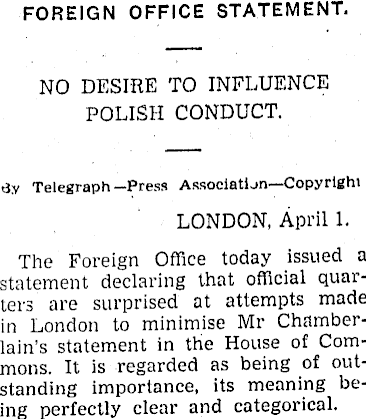 FOREIGN OFFICE STATEMENT.
NO DESIRE TO INFLUENCE
POLISH CONDUCT.
By Telegraph—Press Association—Copyright
LONDON, April 1.
The Foreign Office today issued a
statement declaring that official quar-
ters are surprised at attempts made
in London to minimise Mr Chamber-
lain's statement in the House of Com-
mons. It is regarded as being of out-
standing importance, its meaning be-
ing perfectly clear and categorical.